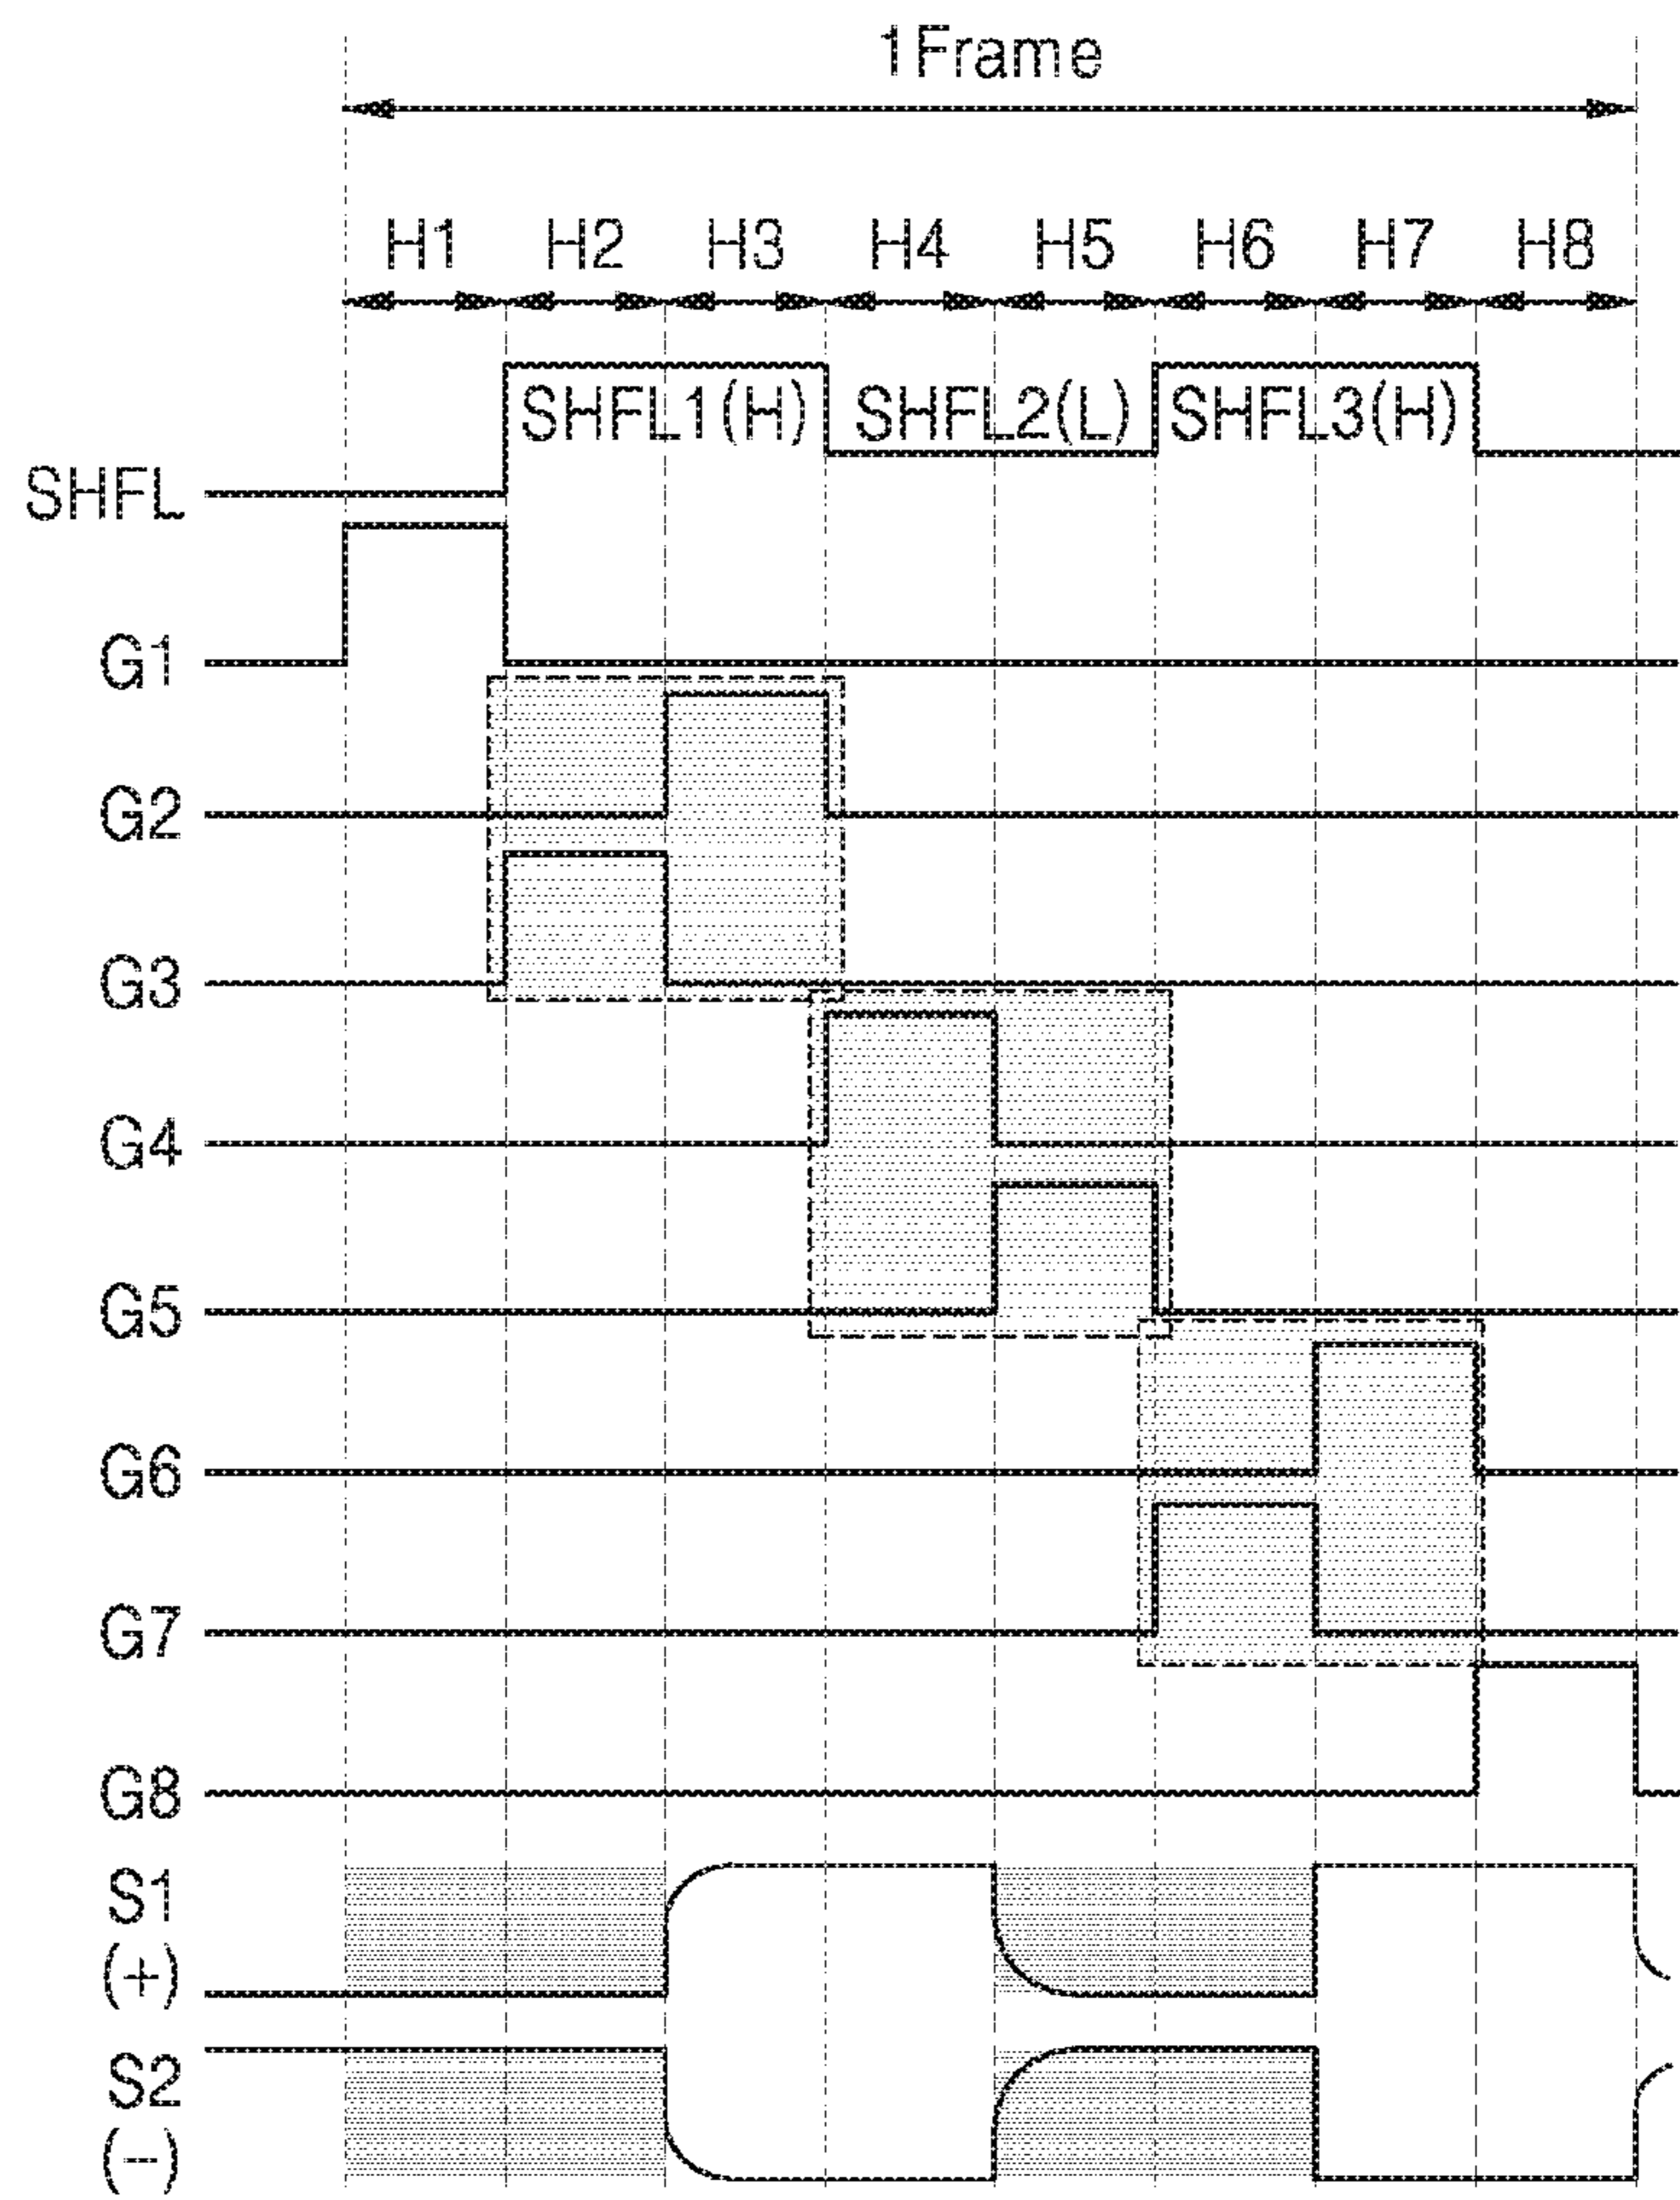 1Frame
H1 H2 H3 H4 H5 H6 H7 H8
SHFL1(H) SHFL2(L) SHFL3(H)
SHFL
G1
G2
G3
G4
G5
G6
G7
G8
S1
(+)
S2
(-)